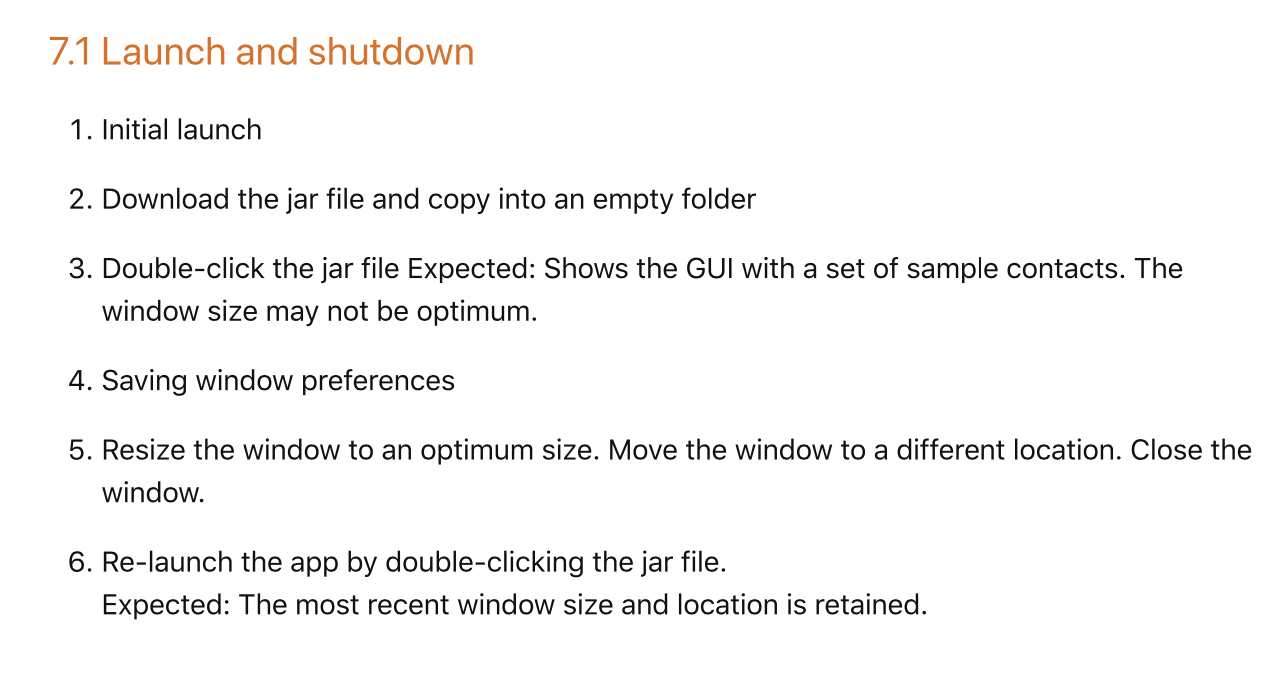 7.1 Launch and shutdown
1. Initial launch
2. Download the jar file and copy into an empty folder
3. Double-click the jar file Expected: Shows the GUI with a set of sample contacts. The
window size may not be optimum.
4. Saving window preferences
5. Resize the window to an optimum size. Move the window to a different location. Close the
window.
6. Re-launch the app by double-clicking the jar file.
Expected: The most recent window size and location is retained.